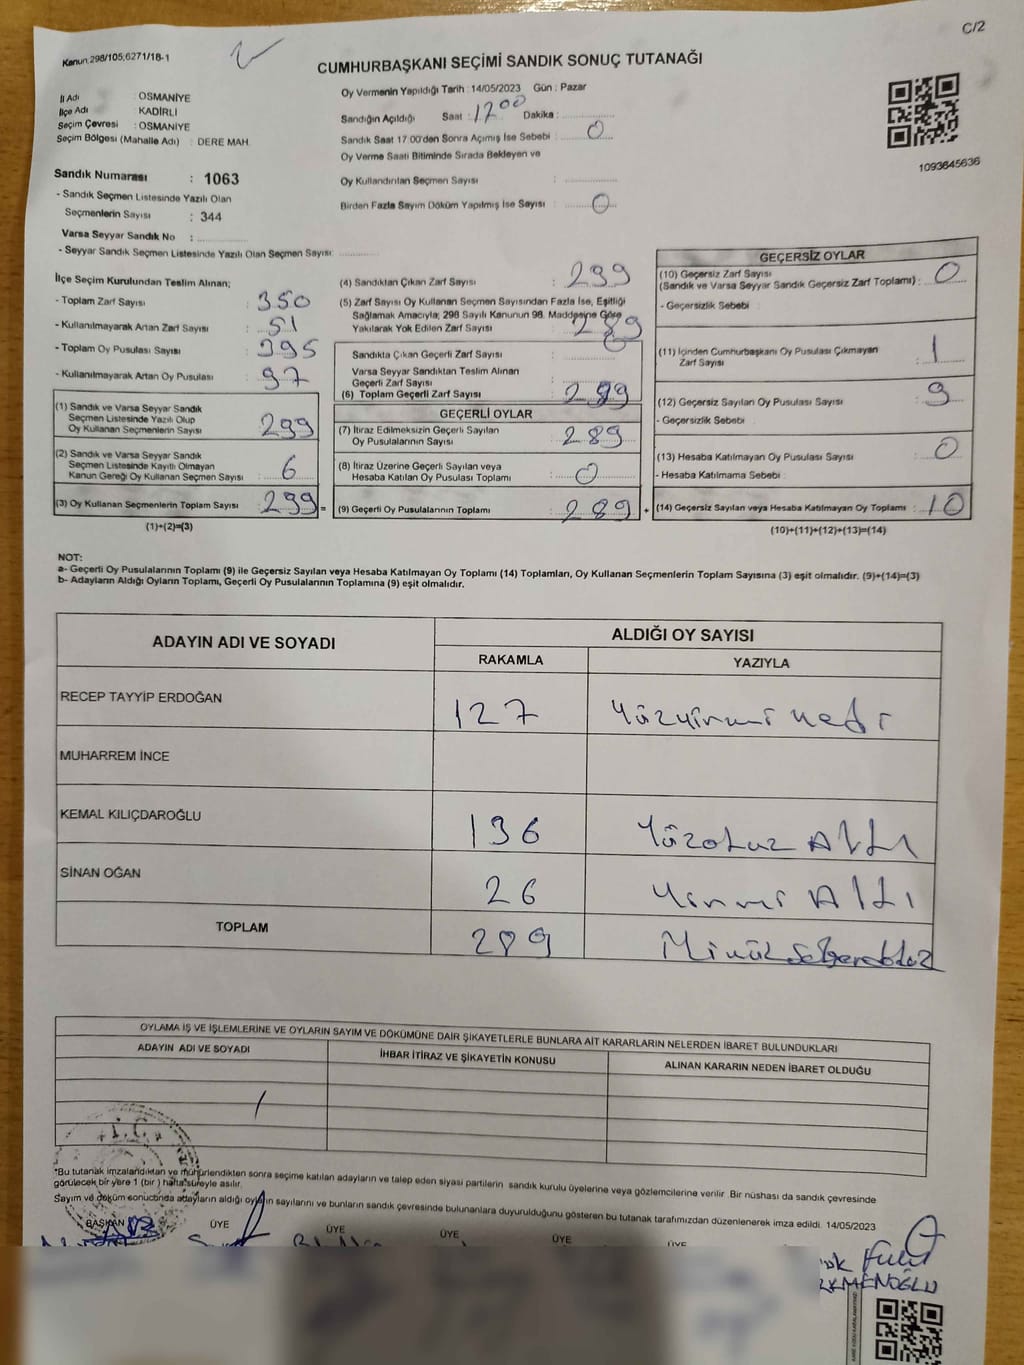 C/2
Kanun;298/105;6271/18-1
CUMHURBAŞKANI SEÇİMİ SANDIK SONUÇ TUTANAĞI
İl Adı : OSMANİYE
İlçe Adı : KADİRLİ
Seçim Çevresi : OSMANİYE
Seçim Bölgesi (Mahalle Adı) : DERE MAH.
Oy Vermenin Yapıldığı Tarih : 14/05/2023 Gün : Pazar
Sandığın Açıldığı Saat : 1700 Dakika :
Sandık Saat 17:00'den Sonra Açımış İse Sebebi : 0
Oy Verme Saati Bitiminde Sırada Bekleyen ve
Oy Kullandırılan Seçmen Sayısı :
Birden Fazla Sayım Döküm Yapılmış İse Sayısı : 0
1093645636
Sandık Numarası : 1063
- Sandık Seçmen Listesinde Yazılı Olan
Seçmenlerin Sayısı : 344
Varsa Seyyar Sandık No :
- Seyyar Sandık Seçmen Listesinde Yazılı Olan Seçmen Sayısı:
İlçe Seçim Kurulundan Teslim Alınan;
- Toplam Zarf Sayısı : 350
- Kullanılmayarak Artan Zarf Sayısı : 51
- Toplam Oy Pusulası Sayısı : 395
- Kullanılmayarak Artan Oy Pusulası : 97
(1) Sandık ve Varsa Seyyar Sandık
Seçmen Listesinde Yazılı Olup
Oy Kullanan Seçmenlerin Sayısı : 299
(2) Sandık ve Varsa Seyyar Sandık
Seçmen Listesinde Kayıtlı Olmayan
Kanun Gereği Oy Kullanan Seçmen Sayısı : 6
(3) Oy Kullanan Seçmenlerin Toplam Sayısı : 299 =
(1)+(2)=(3)
(4) Sandıktan Çıkan Zarf Sayısı : 299
(5) Zarf Sayısı Oy Kullanan Seçmen Sayısından Fazla İse, Eşitliği
Sağlamak Amacıyla; 298 Sayılı Kanunun 98. Maddesine Göre
Yakılarak Yok Edilen Zarf Sayısı : 289
Sandıkta Çıkan Geçerli Zarf Sayısı :
Varsa Seyyar Sandıktan Teslim Alınan
Geçerli Zarf Sayısı :
(6) Toplam Geçerli Zarf Sayısı : 289
GEÇERLİ OYLAR
(7) İtiraz Edilmeksizin Geçerli Sayılan
Oy Pusulalarının Sayısı : 289
(8) İtiraz Üzerine Geçerli Sayılan veya
Hesaba Katılan Oy Pusulası Toplamı : 0
(9) Geçerli Oy Pusulalarının Toplamı : 289 +
GEÇERSİZ OYLAR
(10) Geçersiz Zarf Sayısı
(Sandık ve Varsa Seyyar Sandık Geçersiz Zarf Toplamı) : 0
- Geçersizlik Sebebi
(11) İçinden Cumhurbaşkanı Oy Pusulası Çıkmayan
Zarf Sayısı : 1
(12) Geçersiz Sayılan Oy Pusulası Sayısı : 9
- Geçersizlik Sebebi
(13) Hesaba Katılmayan Oy Pusulası Sayısı : 0
- Hesaba Katılmama Sebebi
(14) Geçersiz Sayılan veya Hesaba Katılmayan Oy Toplamı : 10
(10)+(11)+(12)+(13)=(14)
NOT:
a- Geçerli Oy Pusulalarının Toplamı (9) ile Geçersiz Sayılan veya Hesaba Katılmayan Oy Toplamı (14) Toplamları, Oy Kullanan Seçmenlerin Toplam Sayısına (3) eşit olmalıdır. (9)+(14)=(3)
b- Adayların Aldığı Oyların Toplamı, Geçerli Oy Pusulalarının Toplamına (9) eşit olmalıdır.
ADAYIN ADI VE SOYADI ALDIĞI OY SAYISI
RAKAMLA YAZIYLA
RECEP TAYYİP ERDOĞAN 127 Yüzyirmi Yedi
MUHARREM İNCE
KEMAL KILIÇDAROĞLU 136 Yüzotuz Altı
SİNAN OĞAN 26 Yirmi Altı
TOPLAM 289
OYLAMA İŞ VE İŞLEMLERİNE VE OYLARIN SAYIM VE DÖKÜMÜNE DAİR ŞİKAYETLERLE BUNLARA AİT KARARLARIN NELERDEN İBARET BULUNDUKLARI
ADAYIN ADI VE SOYADI İHBAR İTİRAZ VE ŞİKAYETİN KONUSU ALINAN KARARIN NEDEN İBARET OLDUĞU
T.C.
*Bu tutanak imzalandıktan ve mühürlendikten sonra seçime katılan adayların ve talep eden siyasi partilerin sandık kurulu üyelerine veya gözlemcilerine verilir. Bir nüshası da sandık çevresinde
görülecek bir yere 1 (bir) hafta süreyle asılır.
Sayım ve döküm sonucunda adayların aldığı oyların sayılarını ve bunların sandık çevresinde bulunanlara duyurulduğunu gösteren bu tutanak tarafımızdan düzenlenerek imza edildi. 14/05/2023
BAŞKAN ÜYE ÜYE ÜYE ÜYE ÜYE